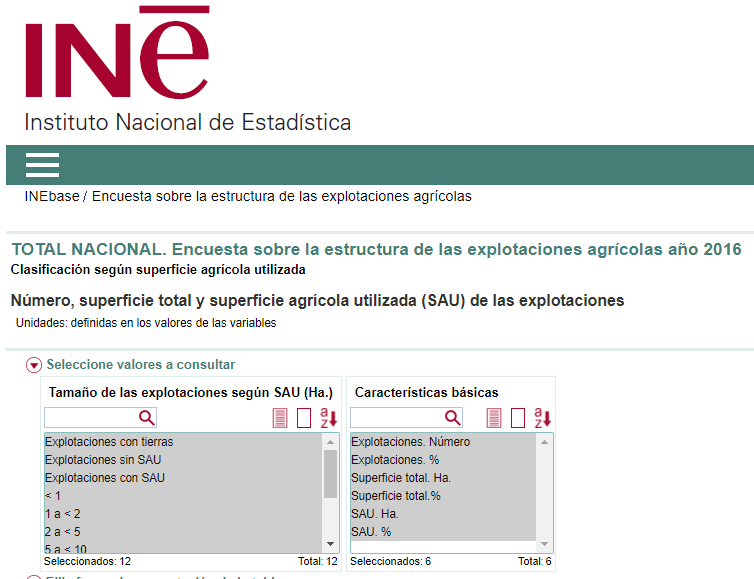 INe
Instituto Nacional de Estadística
INEbase / Encuesta sobre la estructura de las explotaciones agrícolas
TOTAL NACIONAL. Encuesta sobre la estructura de las explotaciones agrícolas año 2016
Clasificación según superficie agrícola utilizada
Número, superficie total y superficie agrícola utilizada (SAU) de las explotaciones
Unidades: definidas en los valores de las variables
Seleccione valores a consultar
Tamaño de las explotaciones según SAU (Ha.)
Explotaciones con tierras
Explotaciones sin SAU
Explotaciones con SAU
< 1
1 a < 2
2 a < 5
5 a < 10
Seleccionados: 12 Total: 12
Características básicas
Explotaciones. Número
Explotaciones. %
Superficie total. Ha.
Superficie total.%
SAU. Ha.
SAU. %
Seleccionados: 6 Total: 6